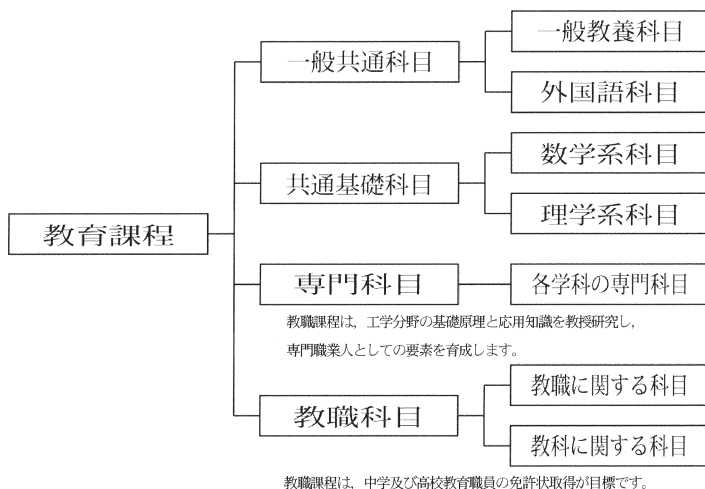 教育課程
一般共通科目
一般教養科目
外国語科目
共通基礎科目
数学系科目
理学系科目
専門科目
各学科の専門科目
教職課程は，工学分野の基礎原理と応用知識を教授研究し，
専門職業人としての要素を育成します。
教職科目
教職に関する科目
教科に関する科目
教職課程は，中学及び高校教育職員の免許状取得が目標です。